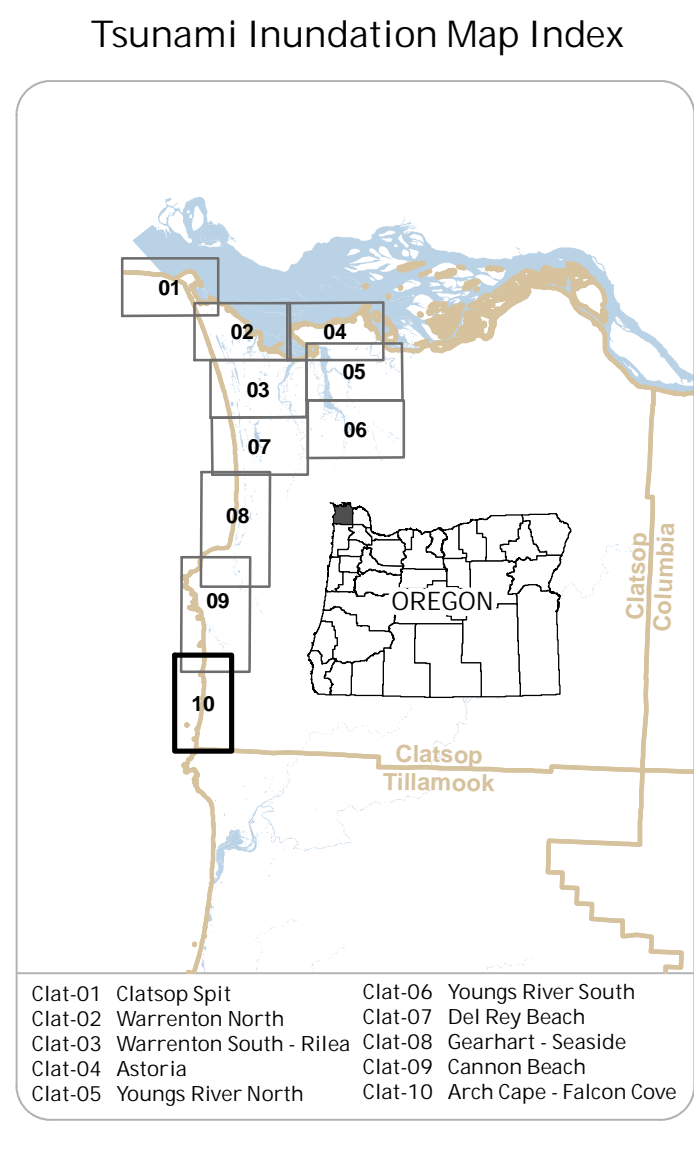 Tsunami Inundation Map Index
01
02
04
03
05
07
06
08
09
10
OREGON
Clatsop
Columbia
Clatsop
Tillamook
Clat-01 Clatsop Spit
Clat-02 Warrenton North
Clat-03 Warrenton South - Rilea
Clat-04 Astoria
Clat-05 Youngs River North
Clat-06 Youngs River South
Clat-07 Del Rey Beach
Clat-08 Gearhart - Seaside
Clat-09 Cannon Beach
Clat-10 Arch Cape - Falcon Cove